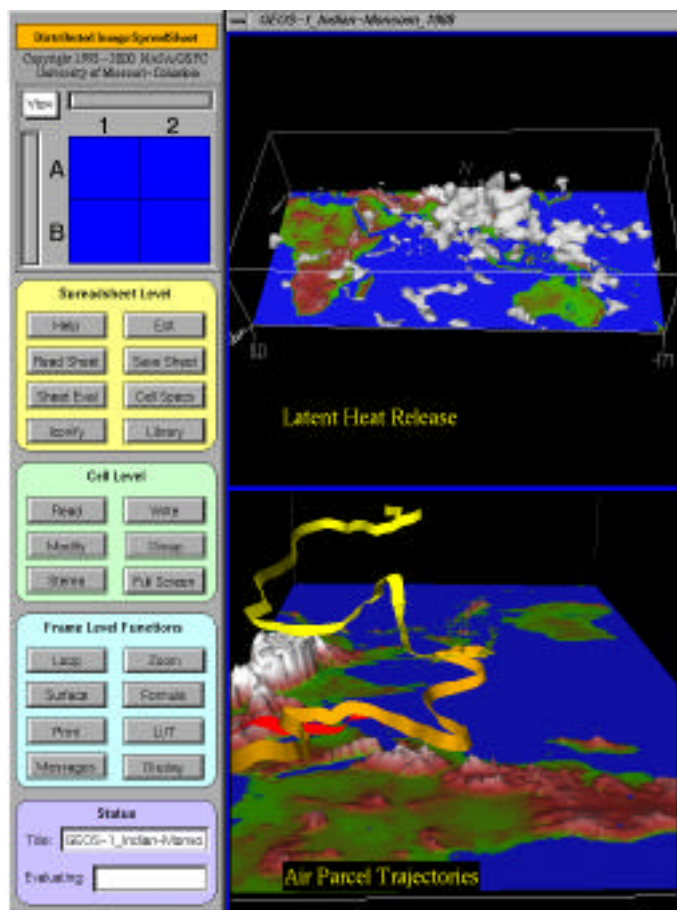 Distributed Image SpreadSheet
Copyright 1993-2000 NASA/GSFC
University of Missouri-Columbia
GEOS-1_Indian-Monsoon_1988
View
1 2
A
B
Spreadsheet Level
Help Exit
Read Sheet Save Sheet
Sheet Eval Cell Specs
Iconify Library
Latent Heat Release
Cell Level
Read Write
Modify
Stereo Full Screen
Frame Level Functions
Loop Zoom
Surface Formula
Print LUT
Messages Display
Status
Title: GEOS-1_Indian-Monso
Evaluating:
Air Parcel Trajectories